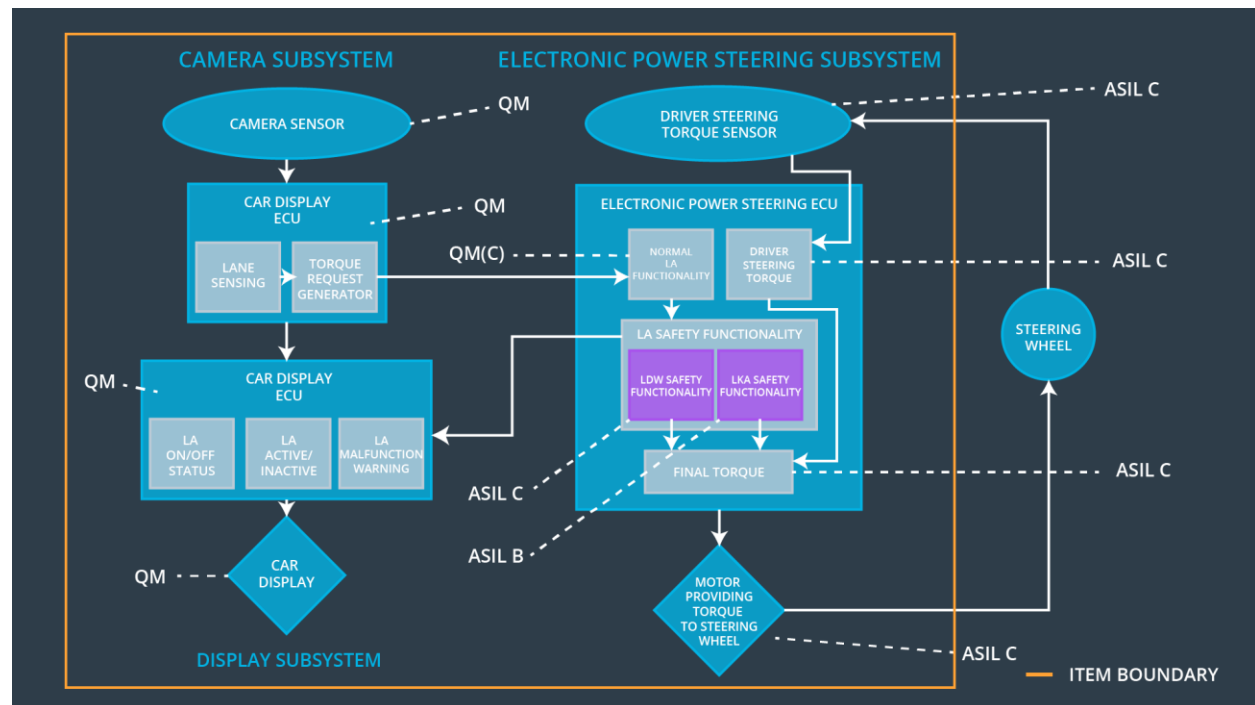 CAMERA SUBSYSTEM
ELECTRONIC POWER STEERING SUBSYSTEM
CAMERA SENSOR
QM
DRIVER STEERING
TORQUE SENSOR
ASIL C
CAR DISPLAY
ECU
QM
LANE
SENSING
TORQUE
REQUEST
GENERATOR
QM(C)
ELECTRONIC POWER STEERING ECU
NORMAL
LA
FUNCTIONALITY
DRIVER
STEERING
TORQUE
ASIL C
LA SAFETY FUNCTIONALITY
LDW SAFETY
FUNCTIONALITY
LKA SAFETY
FUNCTIONALITY
STEERING
WHEEL
QM
CAR DISPLAY
ECU
LA
ON/OFF
STATUS
LA
ACTIVE/
INACTIVE
LA
MALFUNCTION
WARNING
FINAL TORQUE
ASIL C
ASIL C
ASIL B
QM
CAR
DISPLAY
MOTOR
PROVIDING
TORQUE
TO STEERING
WHEEL
ASIL C
DISPLAY SUBSYSTEM
ITEM BOUNDARY